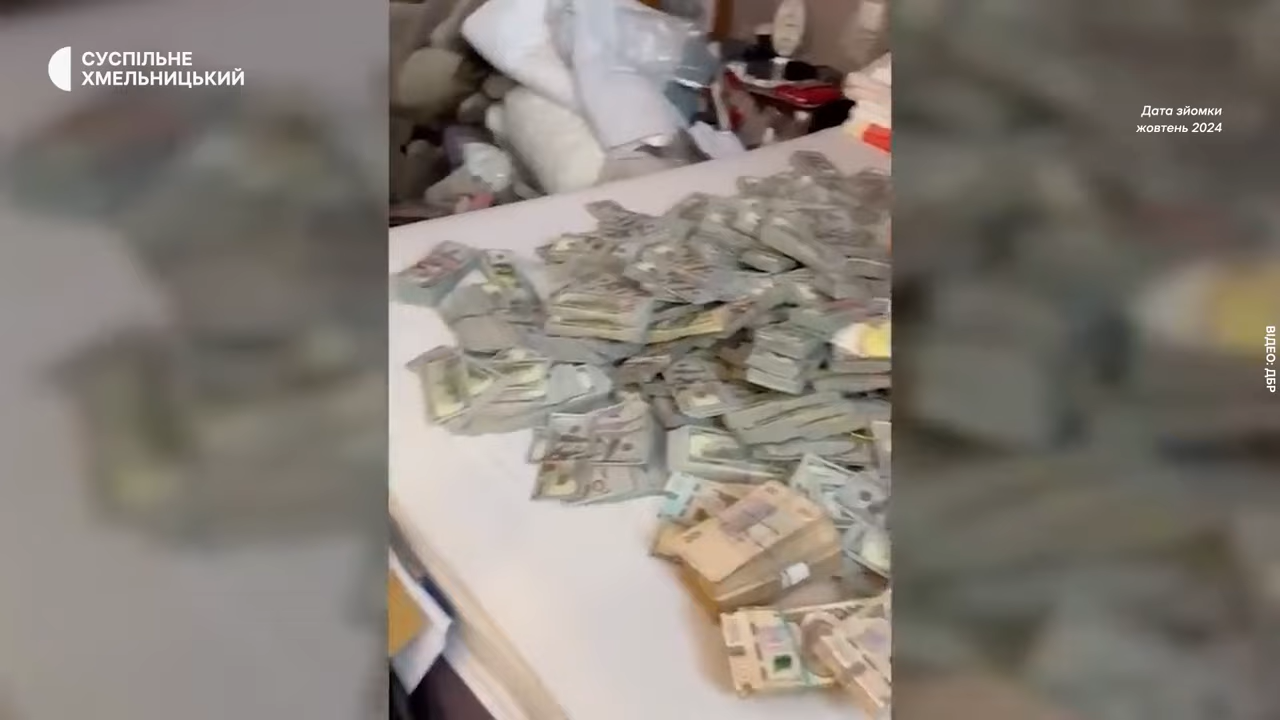 СУСПІЛЬНЕ
ХМЕЛЬНИЦЬКИЙ
Дата зйомки
жовтень 2024
ВІДЕО: ДБР